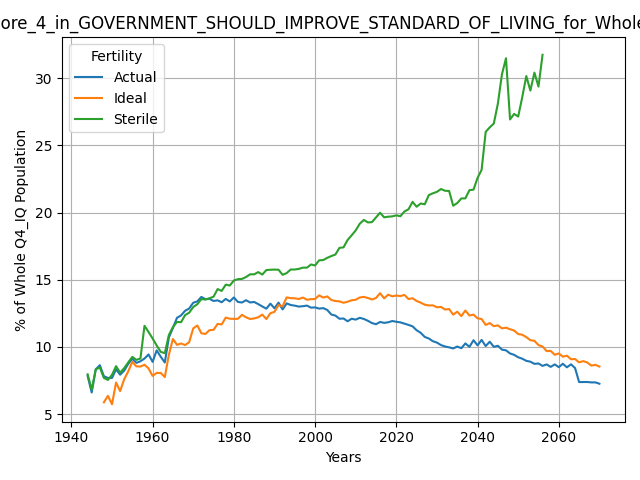 ore_4_in_GOVERNMENT_SHOULD_IMPROVE_STANDARD_OF_LIVING_for_Whole
Fertility
Actual
Ideal
Sterile
% of Whole Q4_IQ Population
30
25
20
15
10
5
1940 1960 1980 2000 2020 2040 2060
Years